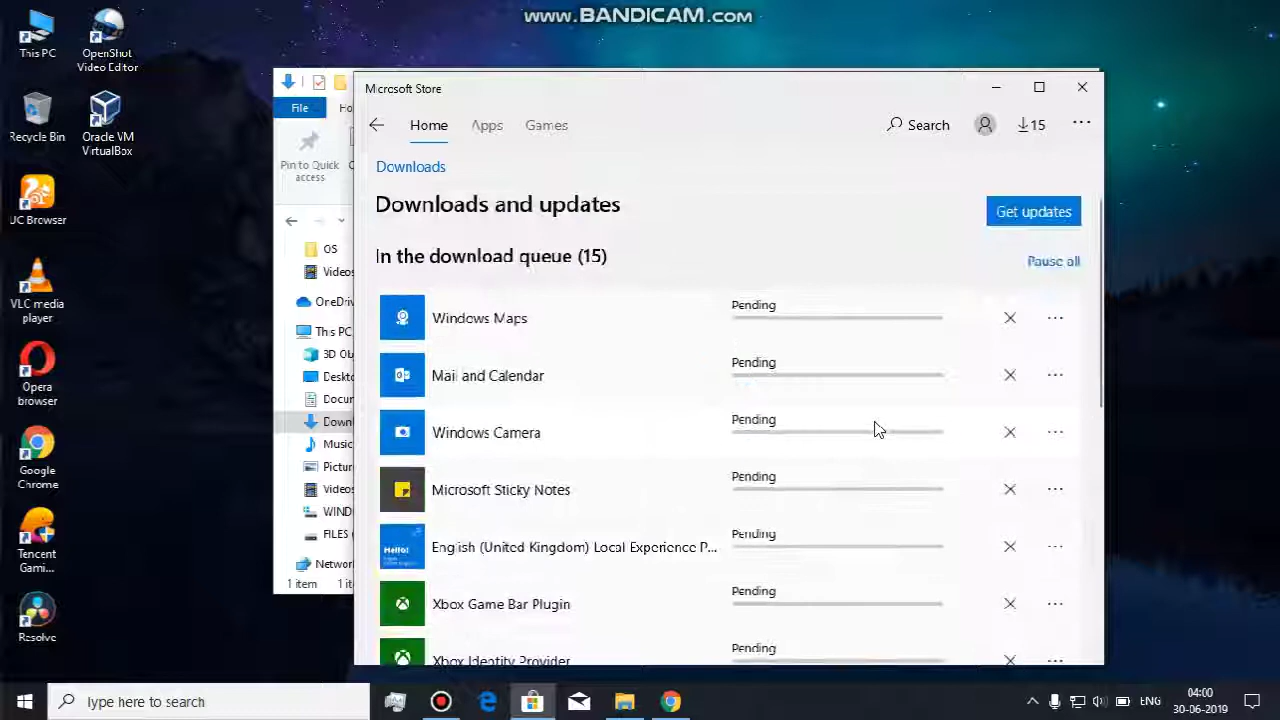 www.BANDICAM.com
This PC
OpenShot
Video Editor
Recycle Bin
Oracle VM
VirtualBox
UC Browser
VLC media
player
Opera
browser
Google
Chrome
Tencent
Gami...
Resolve
File
Pin to Quick
access
OS
Videos
This PC
Music
Videos
1 item
Microsoft Store
Home
Apps
Games
Search
15
Downloads
Downloads and updates
Get updates
In the download queue (15)
Pause all
Windows Maps
Pending
Mail and Calendar
Pending
Windows Camera
Pending
Microsoft Sticky Notes
Pending
Hello!
English (United Kingdom) Local Experience P...
Pending
Xbox Game Bar Plugin
Pending
Xbox Identity Provider
Pending
Type here to search
ENG
04:00
30-06-2019